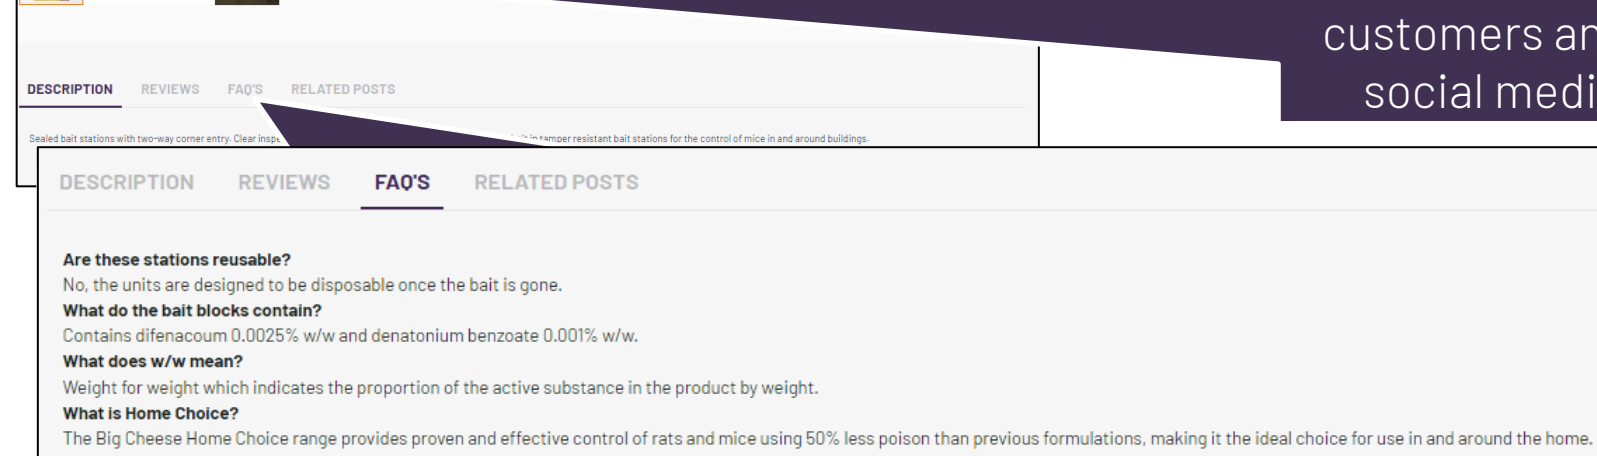 customers an
social medi
DESCRIPTION REVIEWS FAQ'S RELATED POSTS
Sealed bait stations with two-way corner entry. Clear inspe in tamper resistant bait stations for the control of mice in and around buildings.
DESCRIPTION REVIEWS FAQ'S RELATED POSTS
Are these stations reusable?
No, the units are designed to be disposable once the bait is gone.
What do the bait blocks contain?
Contains difenacoum 0.0025% w/w and denatonium benzoate 0.001% w/w.
What does w/w mean?
Weight for weight which indicates the proportion of the active substance in the product by weight.
What is Home Choice?
The Big Cheese Home Choice range provides proven and effective control of rats and mice using 50% less poison than previous formulations, making it the ideal choice for use in and around the home.